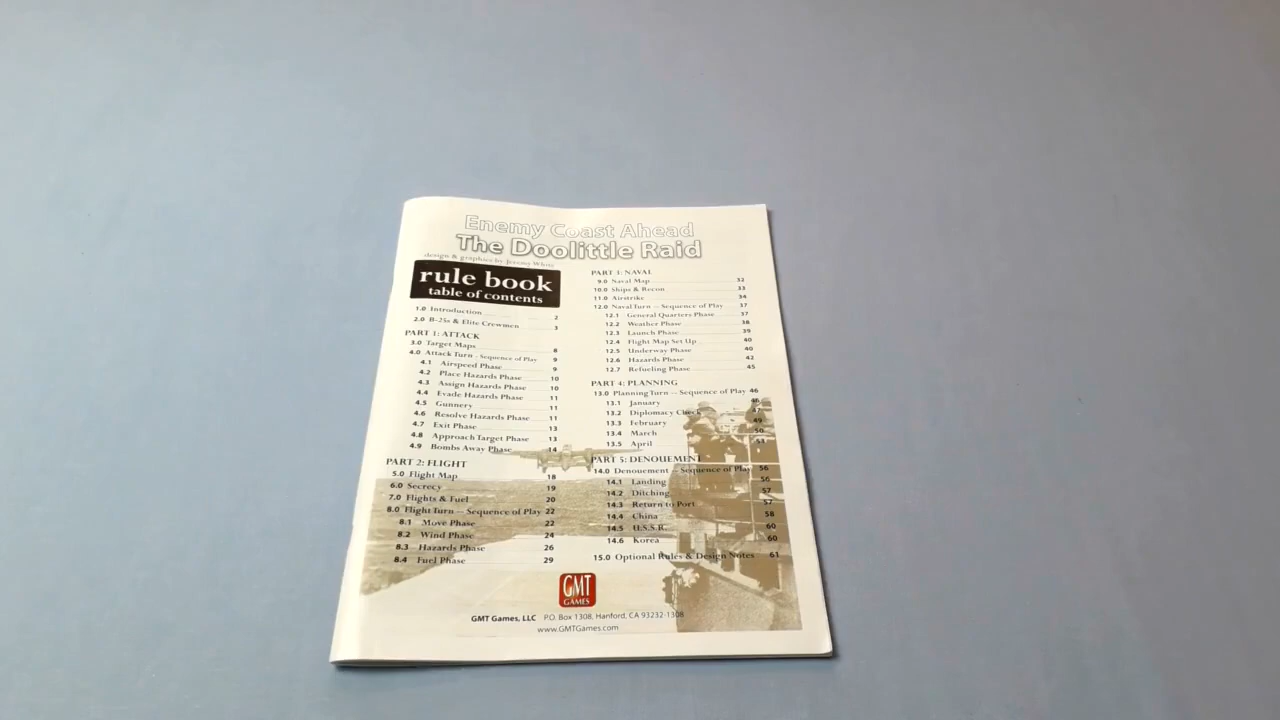 Enemy Coast Ahead
The Doolittle Raid
design & graphics by Jeremy White
rule book
table of contents
1.0 Introduction 2
2.0 B-25s & Elite Crewmen 3
PART 1: ATTACK
3.0 Target Maps 8
4.0 Attack Turn - Sequence of Play 9
4.1 Airspeed Phase 9
4.2 Place Hazards Phase 10
4.3 Assign Hazards Phase 10
4.4 Evade Hazards Phase 11
4.5 Gunnery 11
4.6 Resolve Hazards Phase 11
4.7 Exit Phase 13
4.8 Approach Target Phase 13
4.9 Bombs Away Phase 14
PART 2: FLIGHT
5.0 Flight Map 18
6.0 Secrecy 19
7.0 Flights & Fuel 20
8.0 Flight Turn — Sequence of Play 22
8.1 Move Phase 22
8.2 Wind Phase 24
8.3 Hazards Phase 26
8.4 Fuel Phase 29
PART 3: NAVAL
9.0 Naval Map 32
10.0 Ships & Recon 33
11.0 Airstrike 34
12.0 Naval Turn — Sequence of Play 37
12.1 General Quarters Phase 37
12.2 Weather Phase 38
12.3 Launch Phase 39
12.4 Flight Map Set Up 40
12.5 Underway Phase 40
12.6 Hazards Phase 42
12.7 Refueling Phase 45
PART 4: PLANNING
13.0 Planning Turn — Sequence of Play 46
13.1 January 46
13.2 Diplomacy Check 47
13.3 February 49
13.4 March 50
13.5 April 54
PART 5: DENOUEMENT
14.0 Denouement — Sequence of Play 56
14.1 Landing 56
14.2 Ditching 57
14.3 Return to Port 57
14.4 China 58
14.5 U.S.S.R. 60
14.6 Korea 60
15.0 Optional Rules & Design Notes 61
GMT
GAMES
GMT Games, LLC P.O. Box 1308, Hanford, CA 93232-1308
www.GMTGames.com